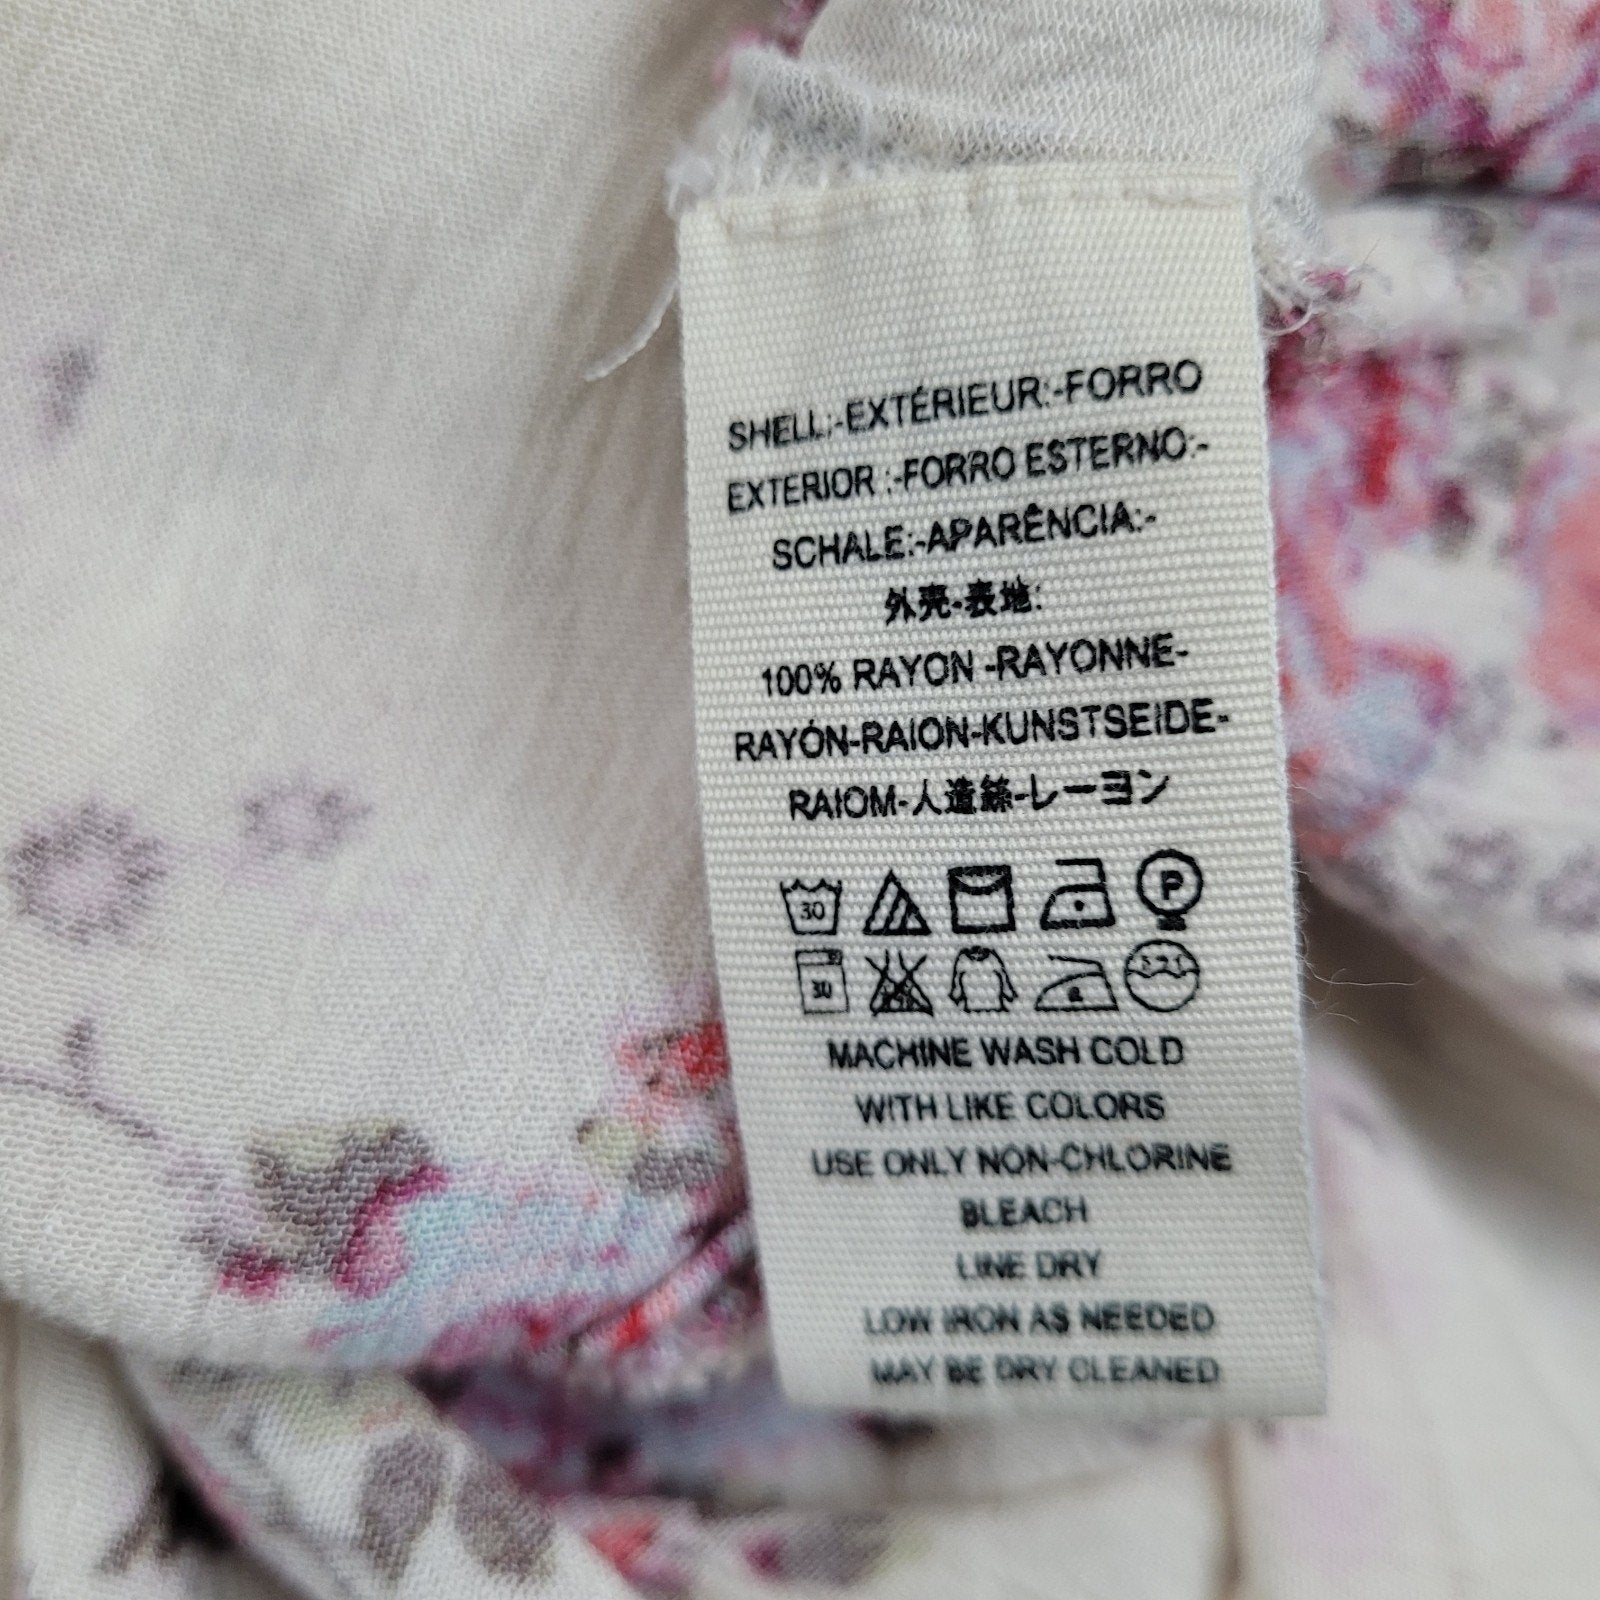 SHELL:-EXTÉRIEUR:-FORRO
EXTERIOR :-FORRO ESTERNO:-
SCHALE:-APARÊNCIA:-
外壳-表地:
100% RAYON -RAYONNE-
RAYÓN-RAION-KUNSTSEIDE-
RAIOM-人造絲-レーヨン
30
P
30
MACHINE WASH COLD
WITH LIKE COLORS
USE ONLY NON-CHLORINE
BLEACH
LINE DRY
LOW IRON AS NEEDED
MAY BE DRY CLEANED